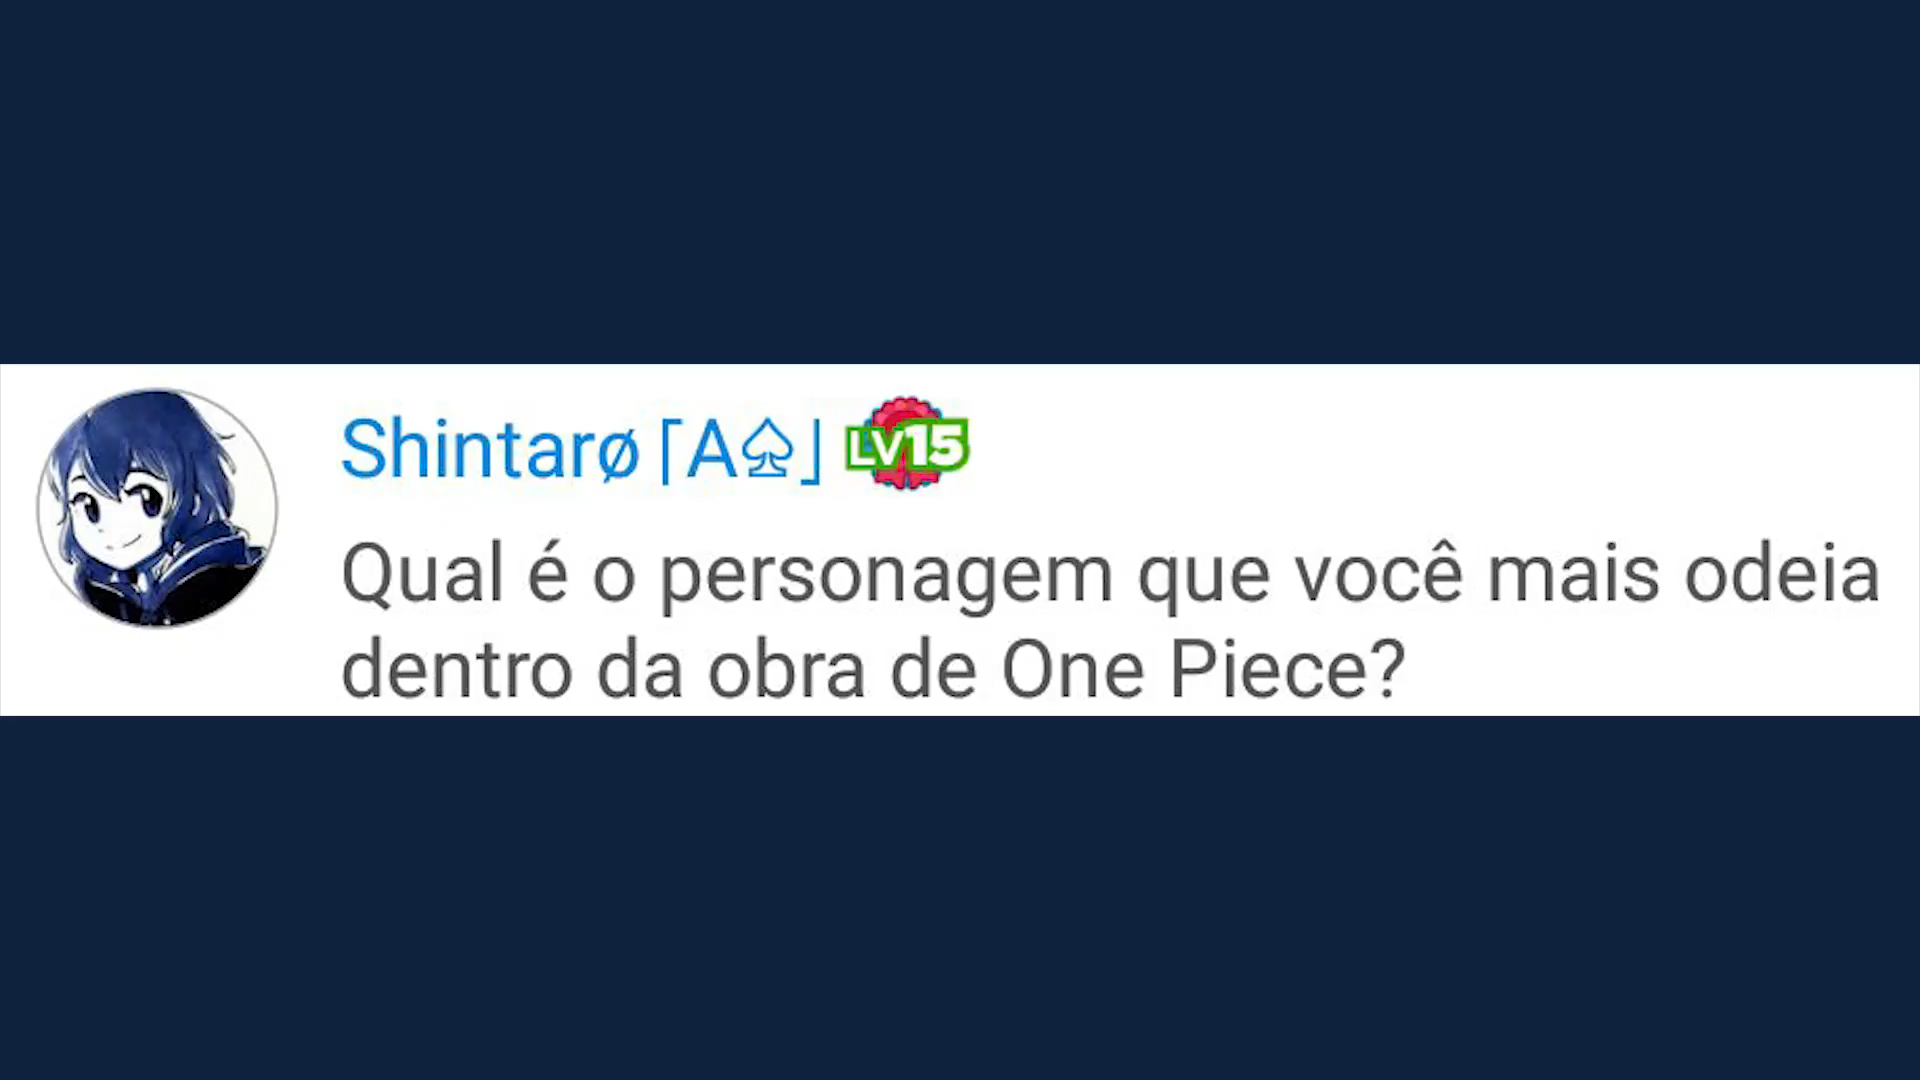 Shintarø ⌈A♤⌋ LV15
Qual é o personagem que você mais odeia
dentro da obra de One Piece?